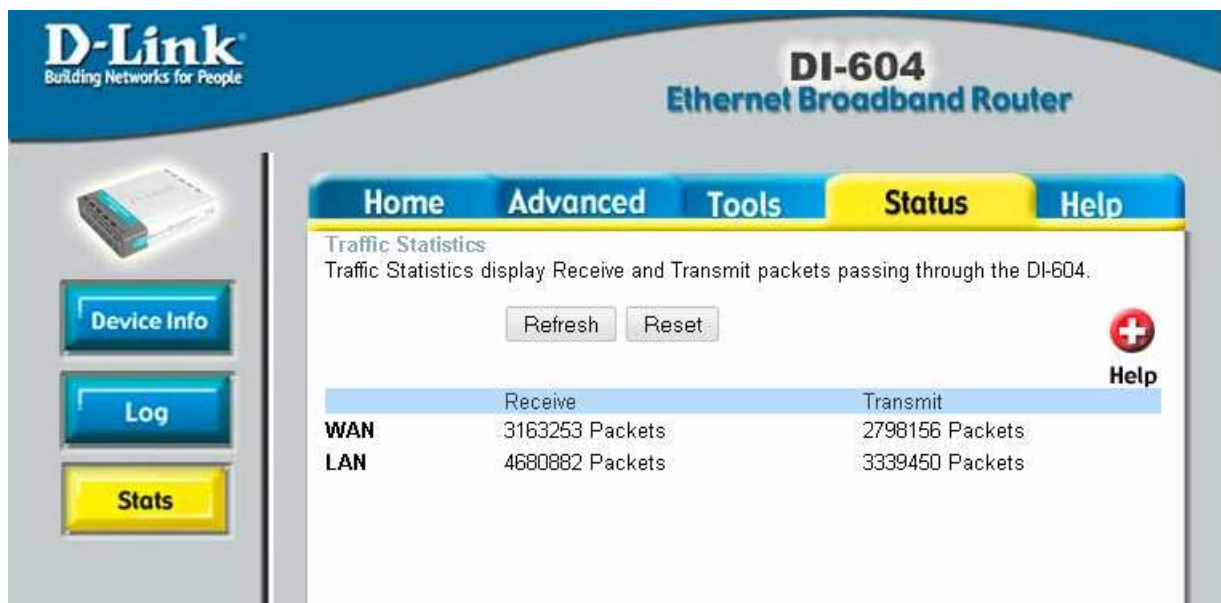 D-Link
Building Networks for People
DI-604
Ethernet Broadband Router
Home Advanced Tools Status Help
Device Info
Log
Stats
Traffic Statistics
Traffic Statistics display Receive and Transmit packets passing through the DI-604.
Refresh Reset
Help
Receive Transmit
WAN 3163253 Packets 2798156 Packets
LAN 4680882 Packets 3339450 Packets